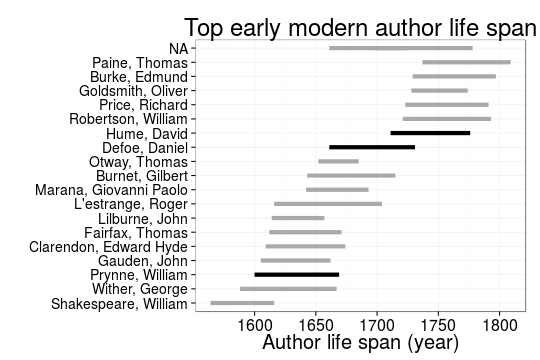 Top early modern author life span
NA
Paine, Thomas
Burke, Edmund
Goldsmith, Oliver
Price, Richard
Robertson, William
Hume, David
Defoe, Daniel
Otway, Thomas
Burnet, Gilbert
Marana, Giovanni Paolo
L'estrange, Roger
Lilburne, John
Fairfax, Thomas
Clarendon, Edward Hyde
Gauden, John
Prynne, William
Wither, George
Shakespeare, William
1600 1650 1700 1750 1800
Author life span (year)